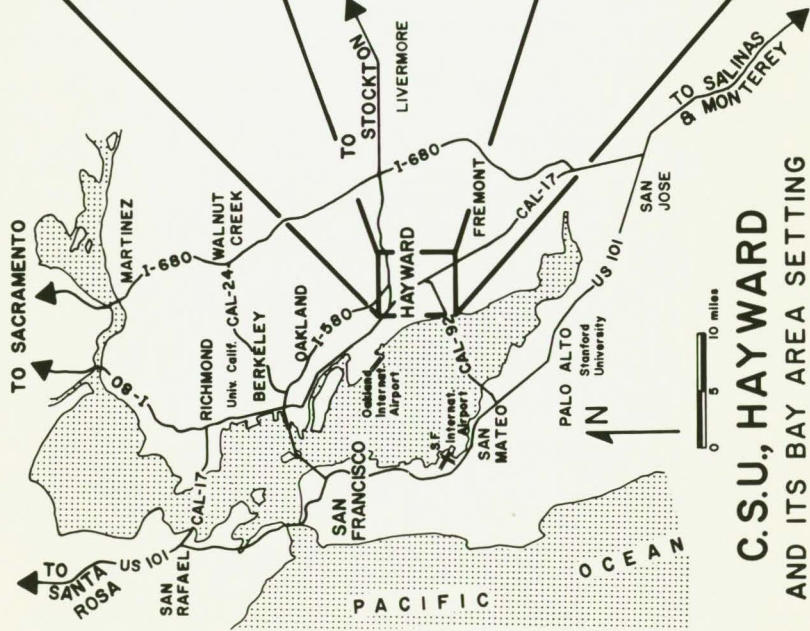 TO SACRAMENTO
TO STOCKTON
LIVERMORE
TO SALINAS
& MONTEREY
MARTINEZ
I-680
WALNUT
CREEK
CAL-24
I-680
I-80
RICHMOND
Univ. Calif.
BERKELEY
OAKLAND
I-580
HAYWARD
FREMONT
CAL-17
SAN
JOSE
US 101
CAL-92
Oakland
Internat.
Airport
S.F.
Internat.
Airport
SAN
MATEO
PALO ALTO
Stanford
University
CAL-17
TO
SANTA
ROSA
US 101
SAN
RAFAEL
SAN
FRANCISCO
PACIFIC
OCEAN
N
0 5 10 miles
C.S.U., HAYWARD
AND ITS BAY AREA SETTING